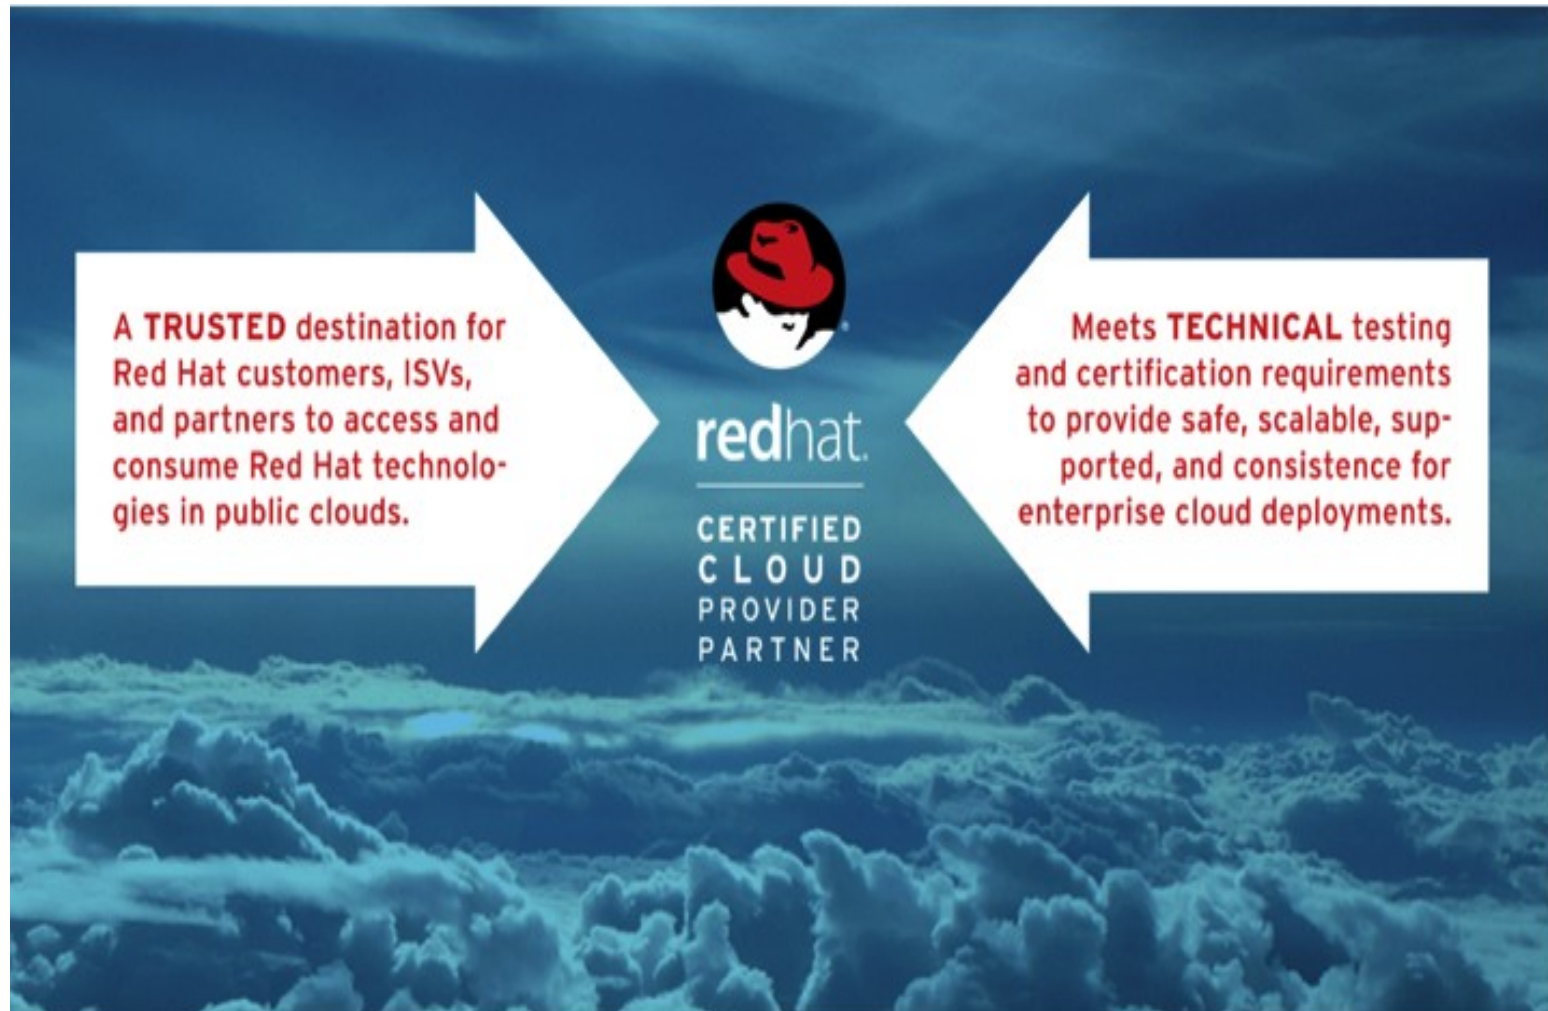 A TRUSTED destination for
Red Hat customers, ISVs,
and partners to access and
consume Red Hat technolo-
gies in public clouds.
redhat.
CERTIFIED
CLOUD
PROVIDER
PARTNER
Meets TECHNICAL testing
and certification requirements
to provide safe, scalable, sup-
ported, and consistence for
enterprise cloud deployments.